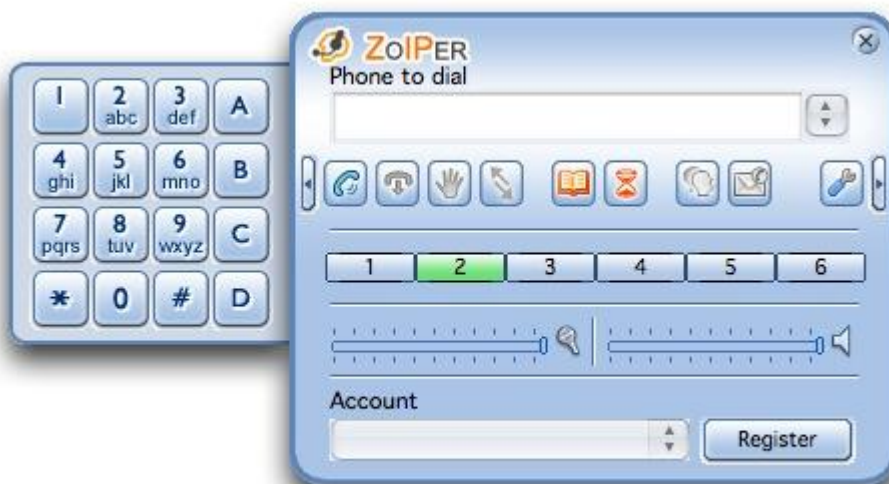 ZOIPER
Phone to dial
1 2 3 A
abc def
4 5 6 B
ghi jkl mno
7 8 9 C
pqrs tuv wxyz
* 0 # D
1 2 3 4 5 6
Account
Register